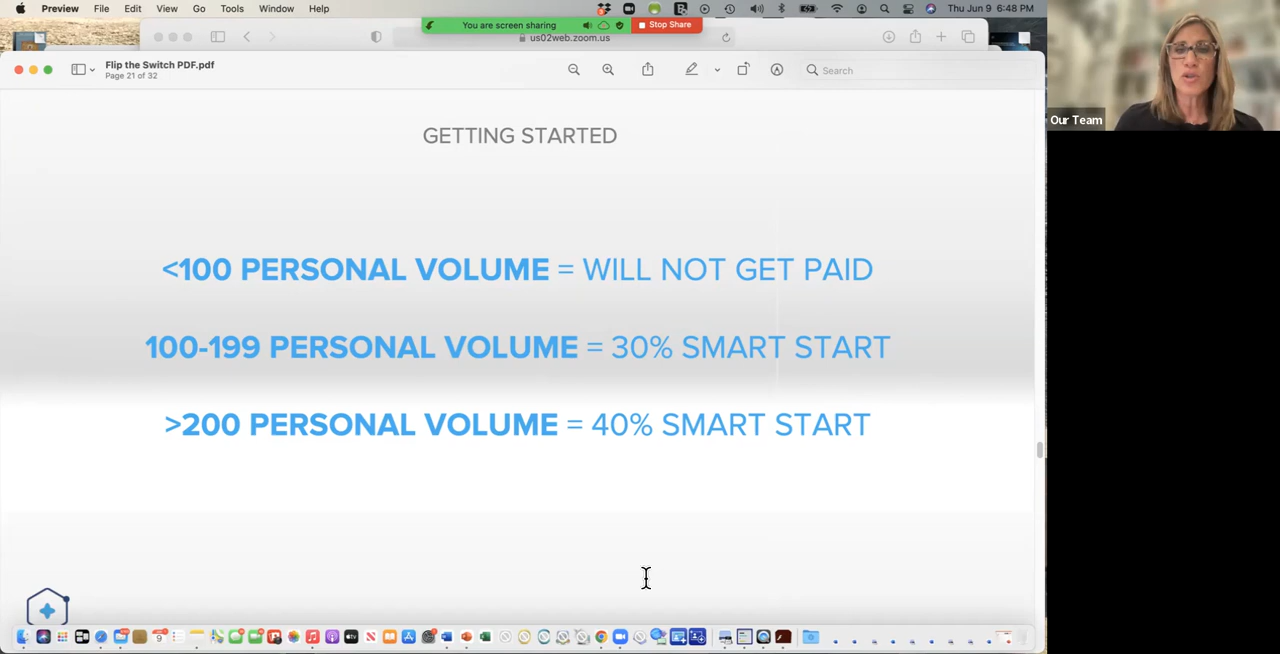 Preview File Edit View Go Tools Window Help
Thu Jun 9 6:48 PM
You are screen sharing
Stop Share
us02web.zoom.us
Flip the Switch PDF.pdf
Page 21 of 32
Search
Our Team
GETTING STARTED
<100 PERSONAL VOLUME = WILL NOT GET PAID
100-199 PERSONAL VOLUME = 30% SMART START
>200 PERSONAL VOLUME = 40% SMART START